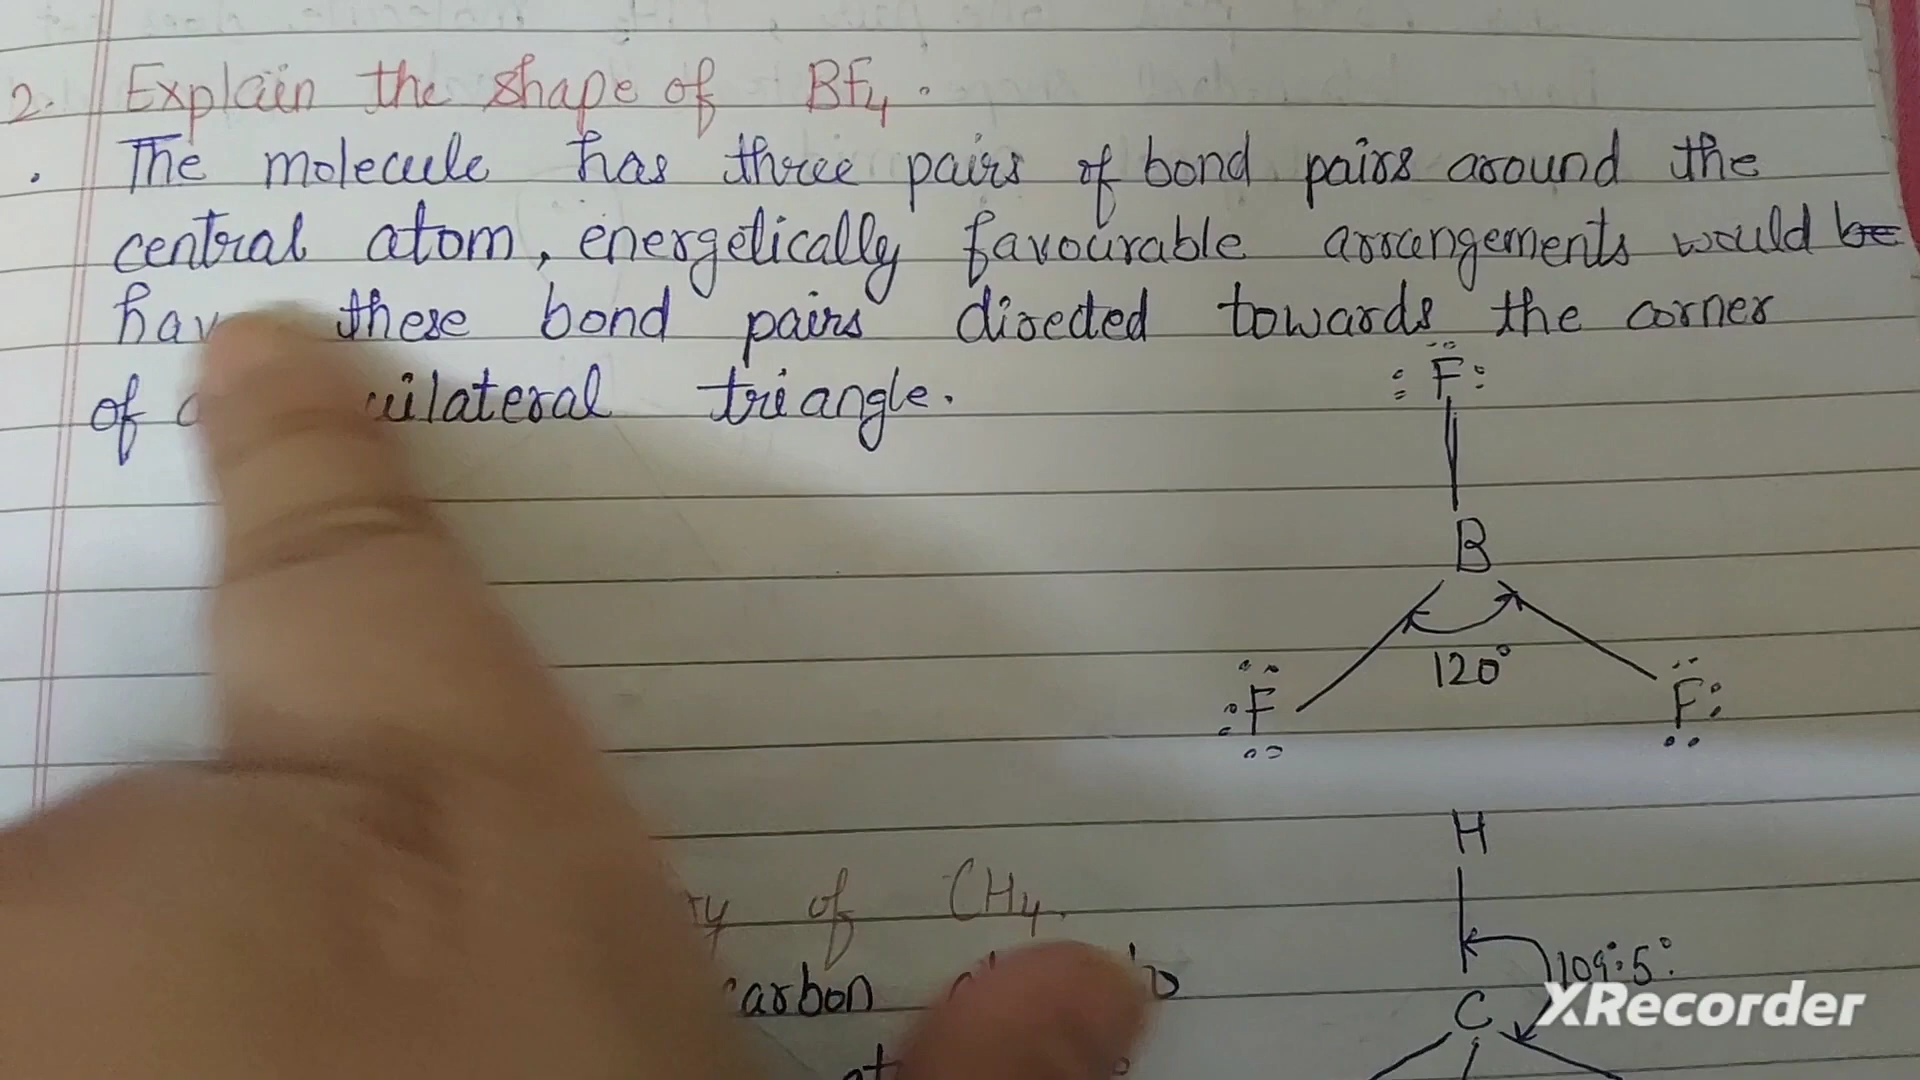 2. Explain the shape of BF4.
. The molecule has three pairs of bond pairs around the
central atom, energetically favourable arrangements would be
these bond pairs directed towards the corner
of triangle.
F
B
120°
F F
H
of CH4.
109.5°
carbon
C
XRecorder